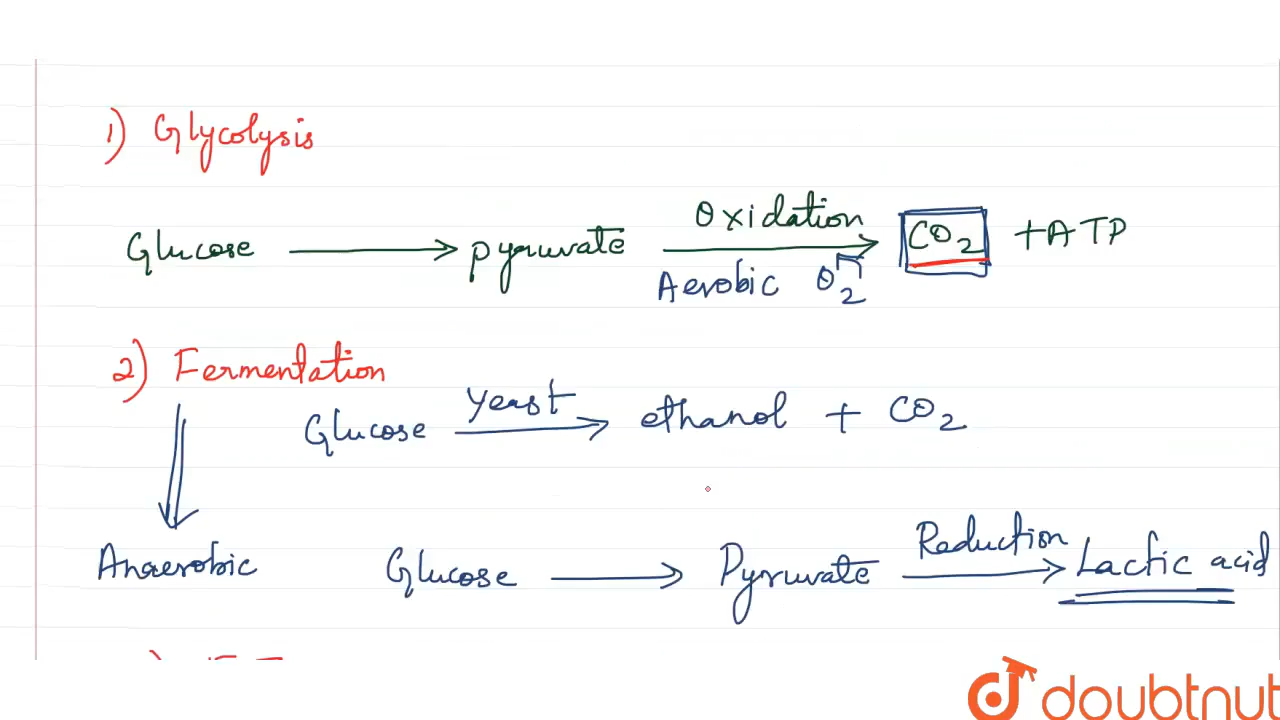 1) Glycolysis
Glucose → pyruvate Oxidation → CO2 + ATP
Aerobic O2
2) Fermentation
Glucose Yeast → ethanol + CO2
Anaerobic Glucose → Pyruvate Reduction → Lactic acid
doubtnut